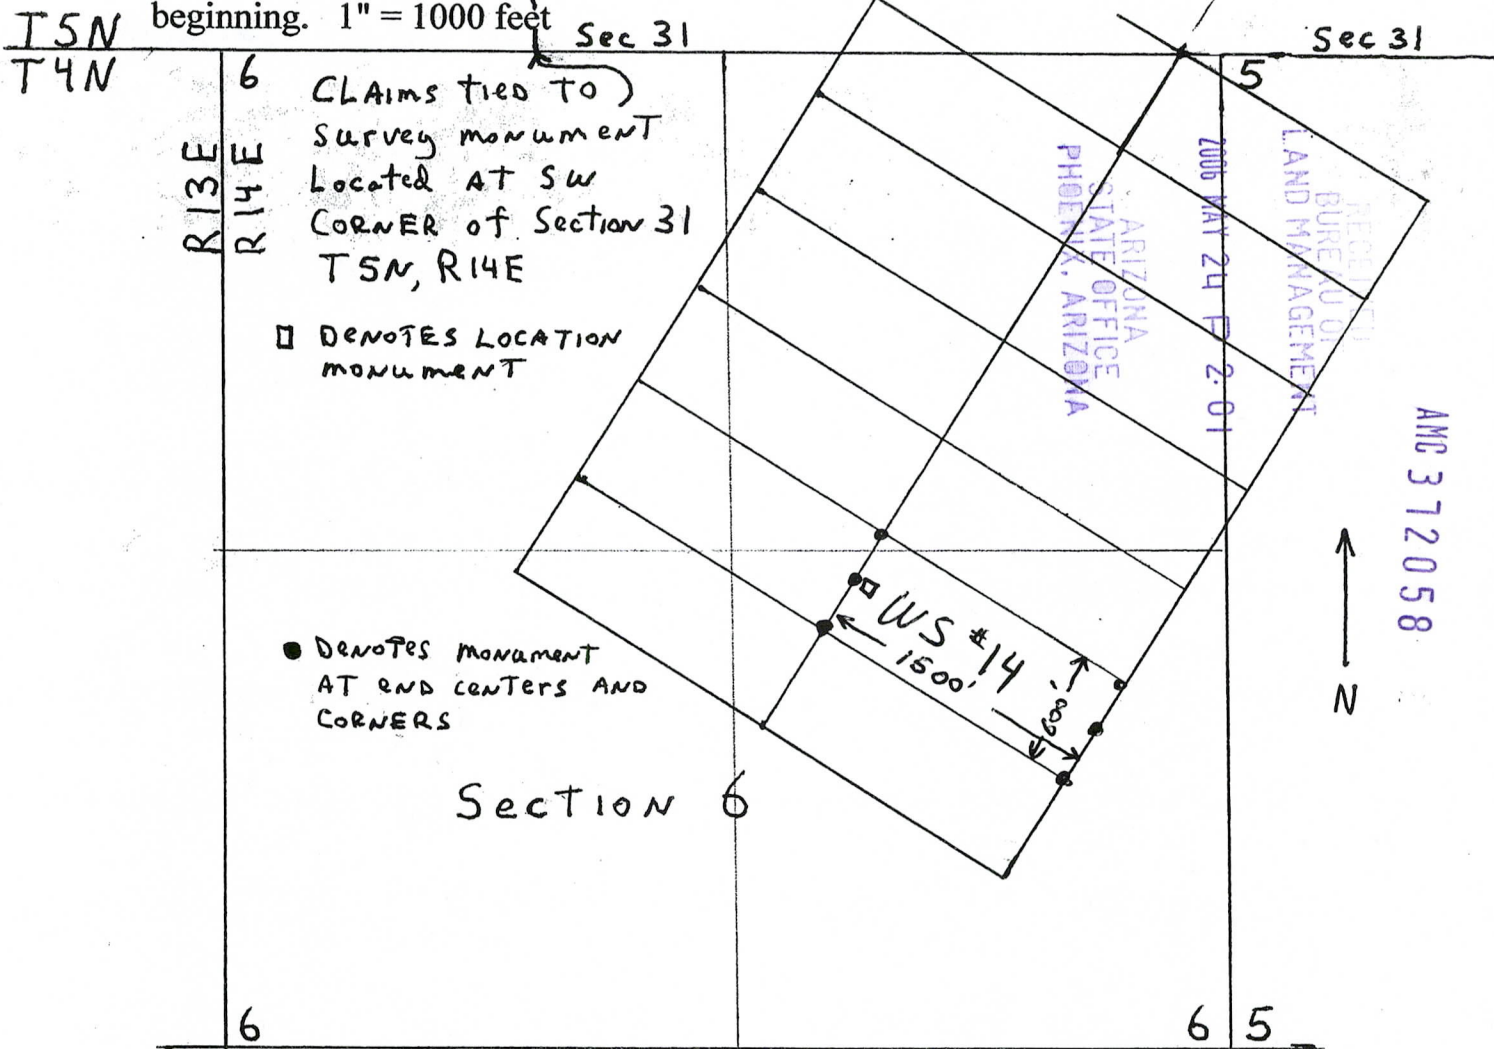 beginning. 1" = 1000 feet
T5N
T4N
Sec 31
Sec 31
6
5
R13E
R14E
CLAims tied TO
Survey monumenT
Located AT SW
CORNER of Section 31
T5N, R14E
DENOTES LOCATION
monumenT
DenoTes monumenT
AT end centers AND
CORNERS
WS #14
1500'
Section 6
N
6
6
5
RECEIVED
BUREAU OF
LAND MANAGEMENT
2006 MAY 24 P 2:01
ARIZONA
STATE OFFICE
PHOENIX, ARIZONA
AMC 372058